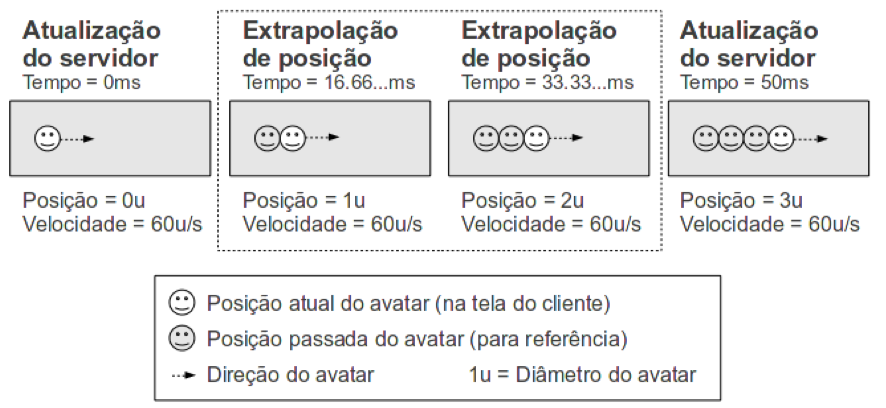 Atualização
do servidor
Tempo = 0ms
Posição = 0u
Velocidade = 60u/s
Extrapolação
de posição
Tempo = 16.66...ms
Posição = 1u
Velocidade = 60u/s
Extrapolação
de posição
Tempo = 33.33...ms
Posição = 2u
Velocidade = 60u/s
Atualização
do servidor
Tempo = 50ms
Posição = 3u
Velocidade = 60u/s
Posição atual do avatar (na tela do cliente)
Posição passada do avatar (para referência)
Direção do avatar
1u = Diâmetro do avatar